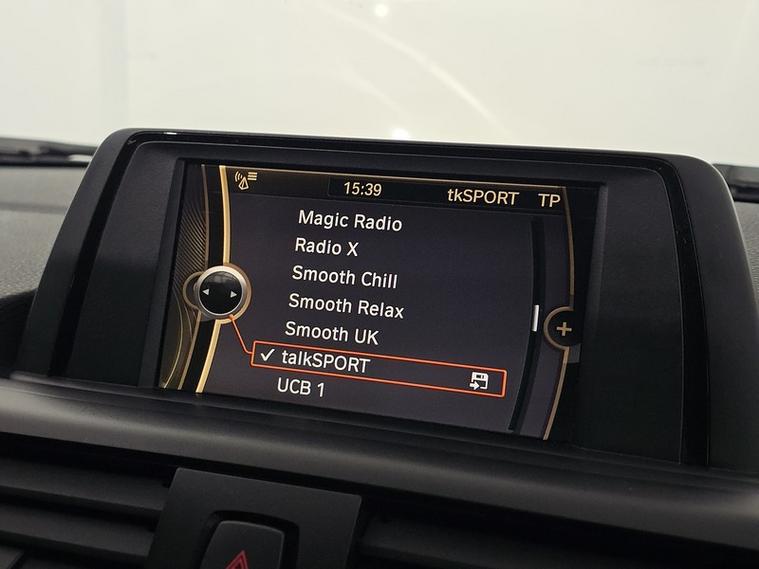 15:39 tkSPORT TP
Magic Radio
Radio X
Smooth Chill
Smooth Relax
Smooth UK
talkSPORT
UCB 1